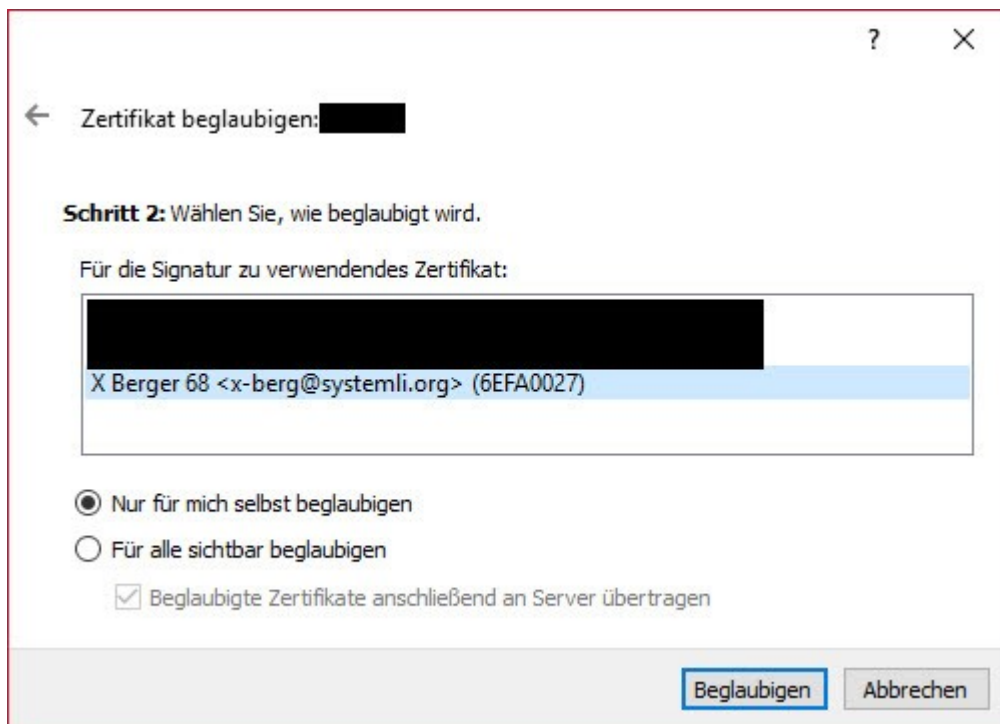 ?
Zertifikat beglaubigen:
Schritt 2: Wählen Sie, wie beglaubigt wird.
Für die Signatur zu verwendendes Zertifikat:
X Berger 68 <x-berg@systemli.org> (6EFA0027)
Nur für mich selbst beglaubigen
Für alle sichtbar beglaubigen
Beglaubigte Zertifikate anschließend an Server übertragen
Beglaubigen Abbrechen